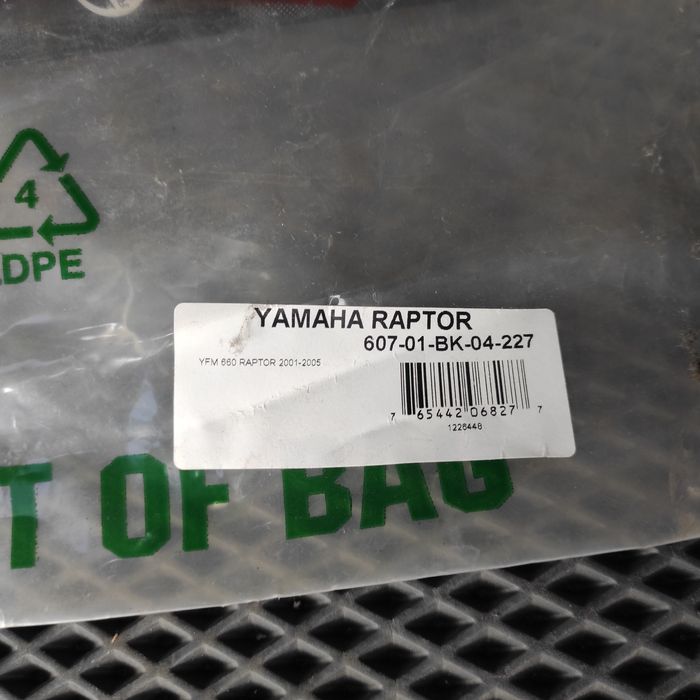 4
DPE
YAMAHA RAPTOR
607-01-BK-04-227
YFM 660 RAPTOR 2001-2005
7 65442 06827 7
1226448
T OF BAG